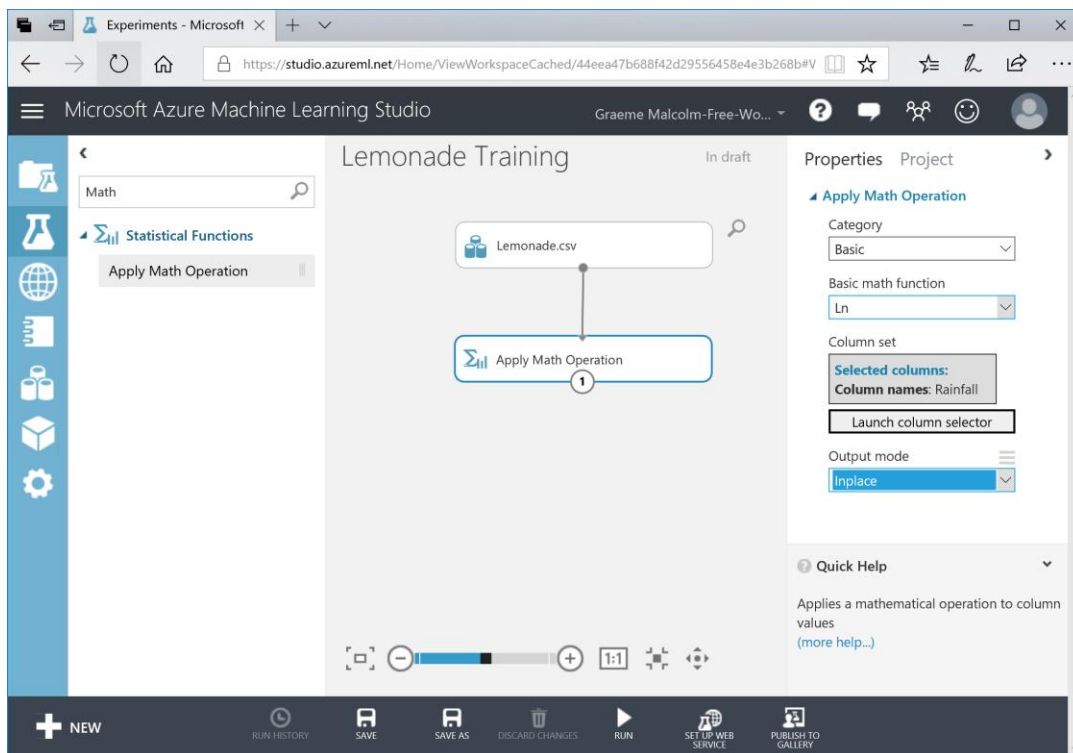 Experiments - Microsoft
https://studio.azureml.net/Home/ViewWorkspaceCached/44eea47b688f42d29556458e4e3b268b#V
Microsoft Azure Machine Learning Studio
Graeme Malcolm-Free-Wo...
Math
Statistical Functions
Apply Math Operation
Lemonade Training
In draft
Lemonade.csv
Apply Math Operation
1
Properties Project
Apply Math Operation
Category
Basic
Basic math function
Ln
Column set
Selected columns:
Column names: Rainfall
Launch column selector
Output mode
Inplace
Quick Help
Applies a mathematical operation to column
values
(more help...)
1:1
NEW
RUN HISTORY
SAVE
SAVE AS
DISCARD CHANGES
RUN
SET UP WEB
SERVICE
PUBLISH TO
GALLERY